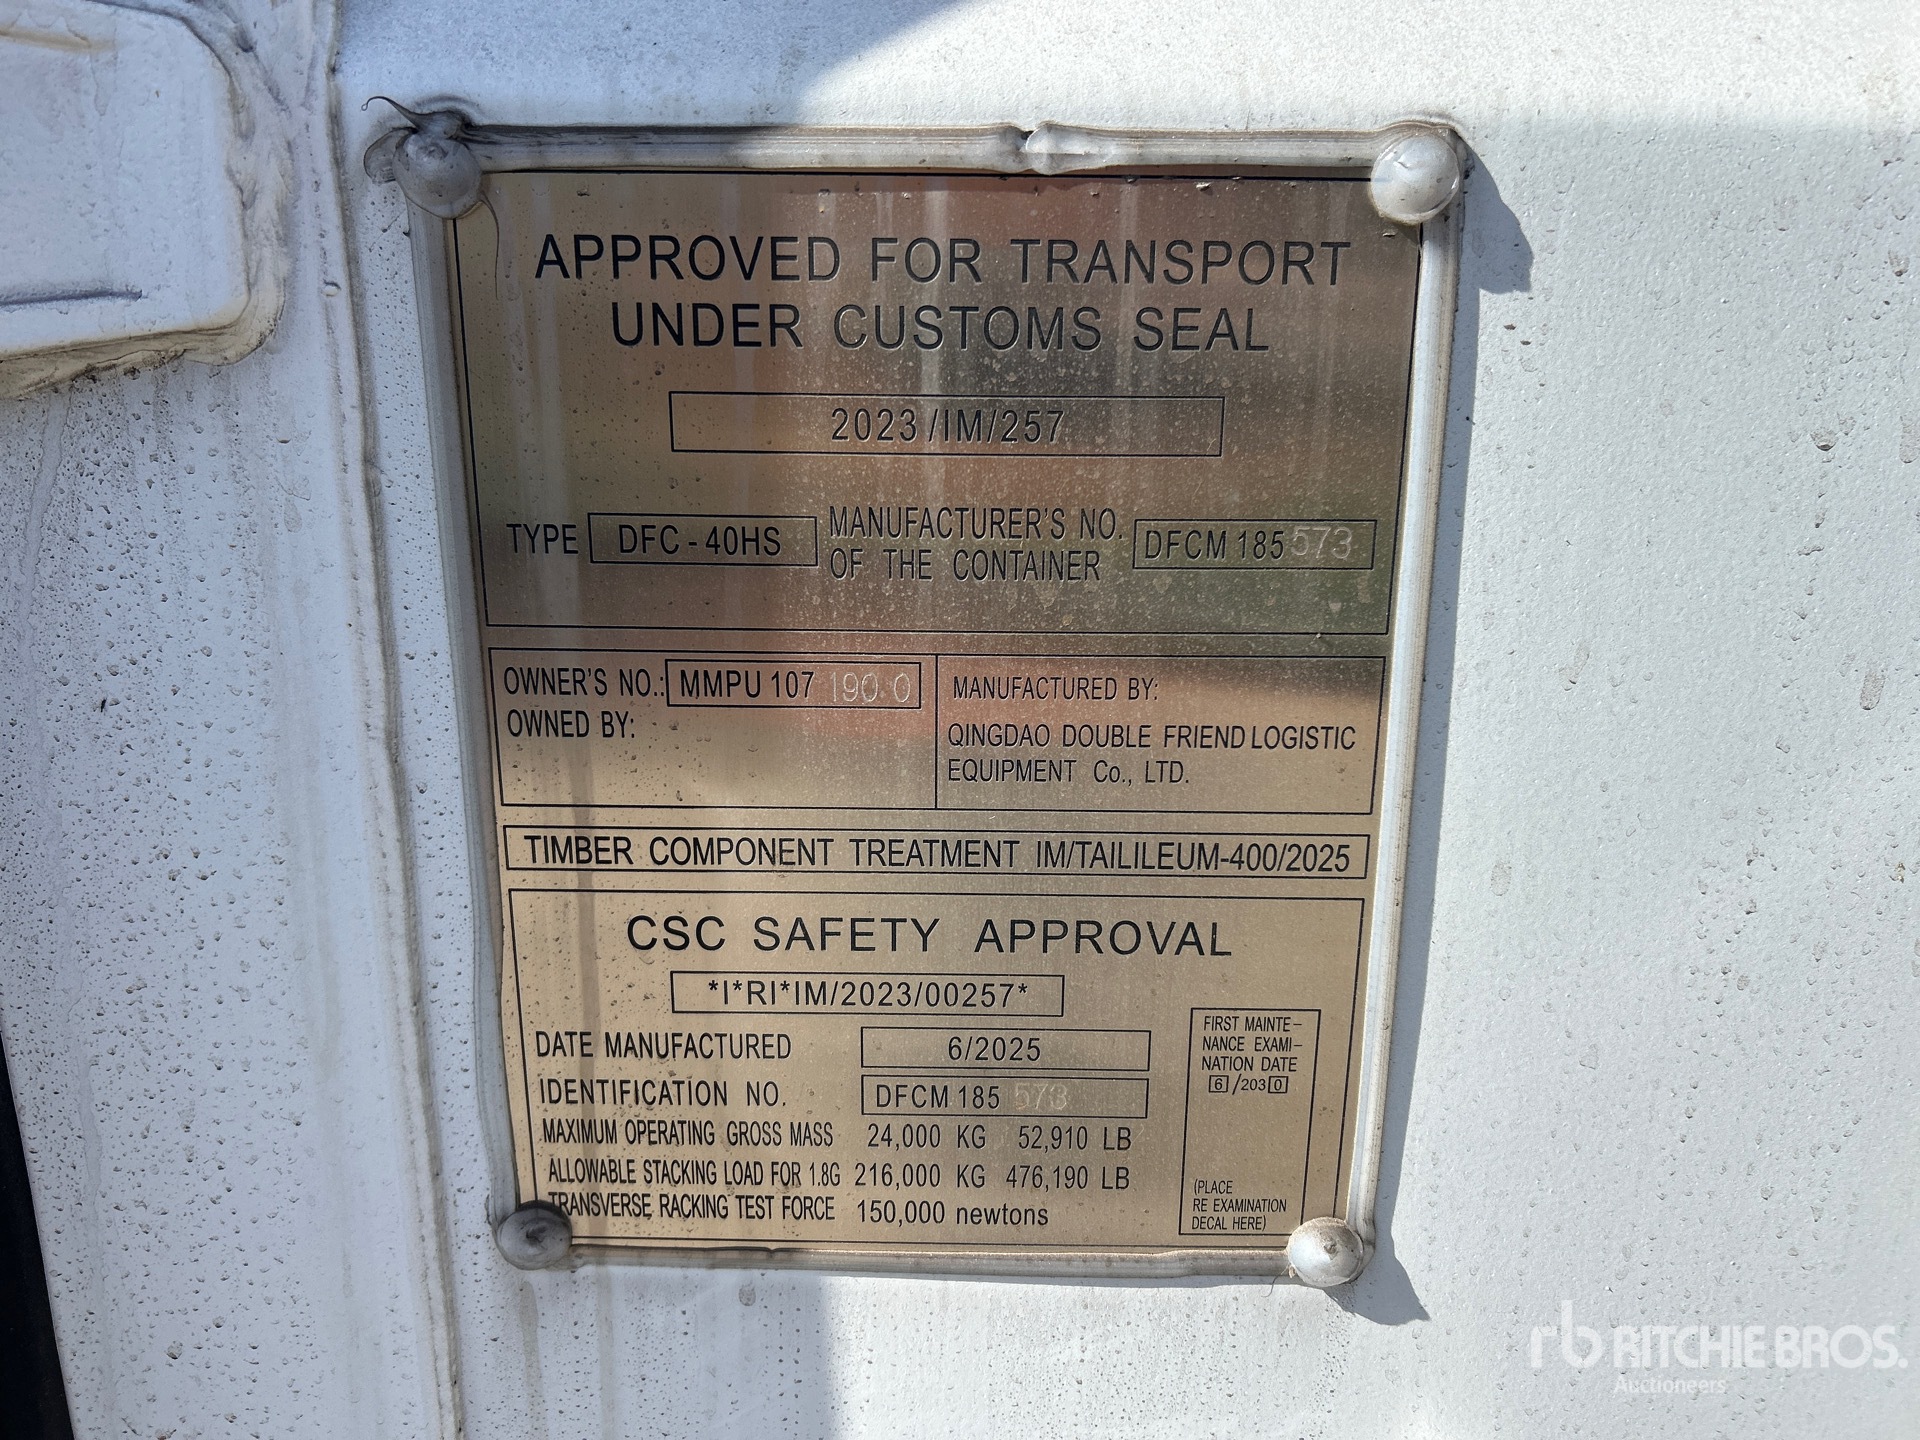 APPROVED FOR TRANSPORT
UNDER CUSTOMS SEAL
2023/IM/257
TYPE DFC-40HS MANUFACTURER'S NO. OF THE CONTAINER DFCM 185573
OWNER'S NO.: MMPU 107 190 0
OWNED BY:
MANUFACTURED BY:
QINGDAO DOUBLE FRIEND LOGISTIC
EQUIPMENT Co., LTD.
TIMBER COMPONENT TREATMENT IM/TAILILEUM-400/2025
CSC SAFETY APPROVAL
*I*RI*IM/2023/00257*
DATE MANUFACTURED 6/2025
IDENTIFICATION NO. DFCM 185 573
MAXIMUM OPERATING GROSS MASS 24,000 KG 52,910 LB
ALLOWABLE STACKING LOAD FOR 1.8G 216,000 KG 476,190 LB
TRANSVERSE RACKING TEST FORCE 150,000 newtons
FIRST MAINTE-
NANCE EXAMI-
NATION DATE
6/2030
(PLACE
RE EXAMINATION
DECAL HERE)
rb RITCHIE BROS.
Auctioneers